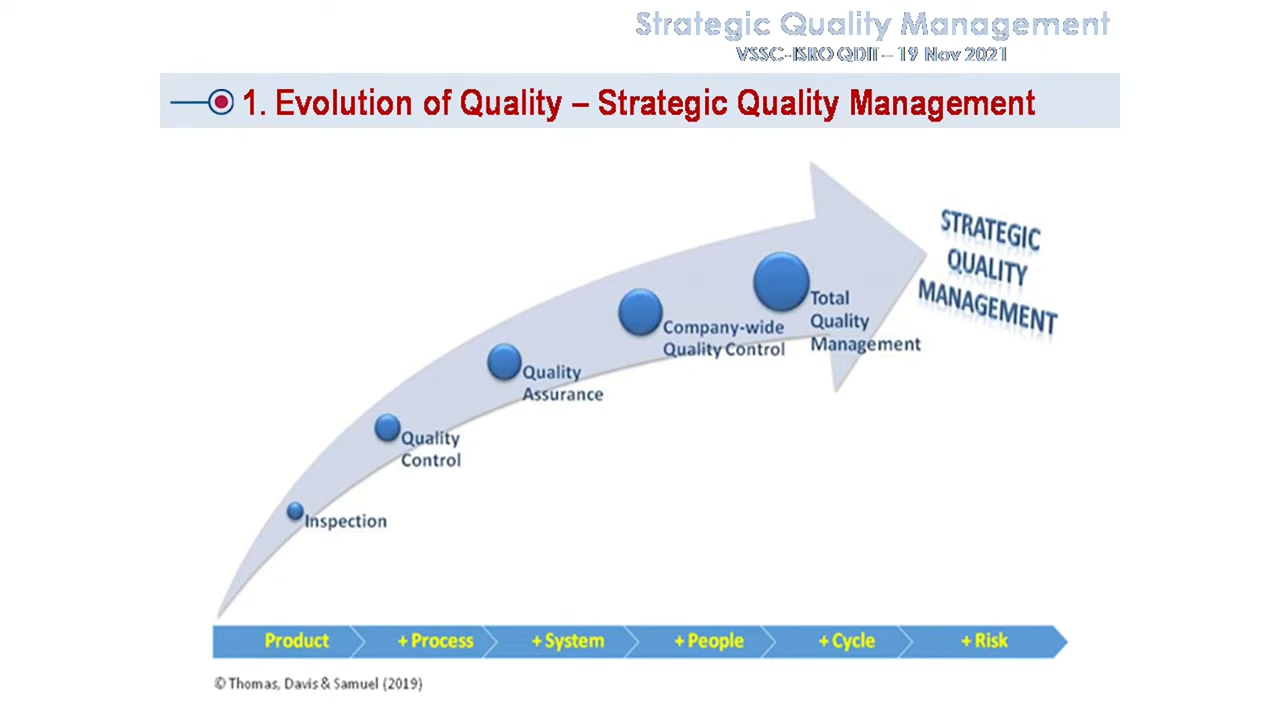 Strategic Quality Management
VSSC-ISRO QDIT – 19 Nov 2021
1. Evolution of Quality – Strategic Quality Management
STRATEGIC
QUALITY
MANAGEMENT
Total
Quality
Management
Company-wide
Quality Control
Quality
Assurance
Quality
Control
Inspection
Product
+ Process
+ System
+ People
+ Cycle
+ Risk
© Thomas, Davis & Samuel (2019)